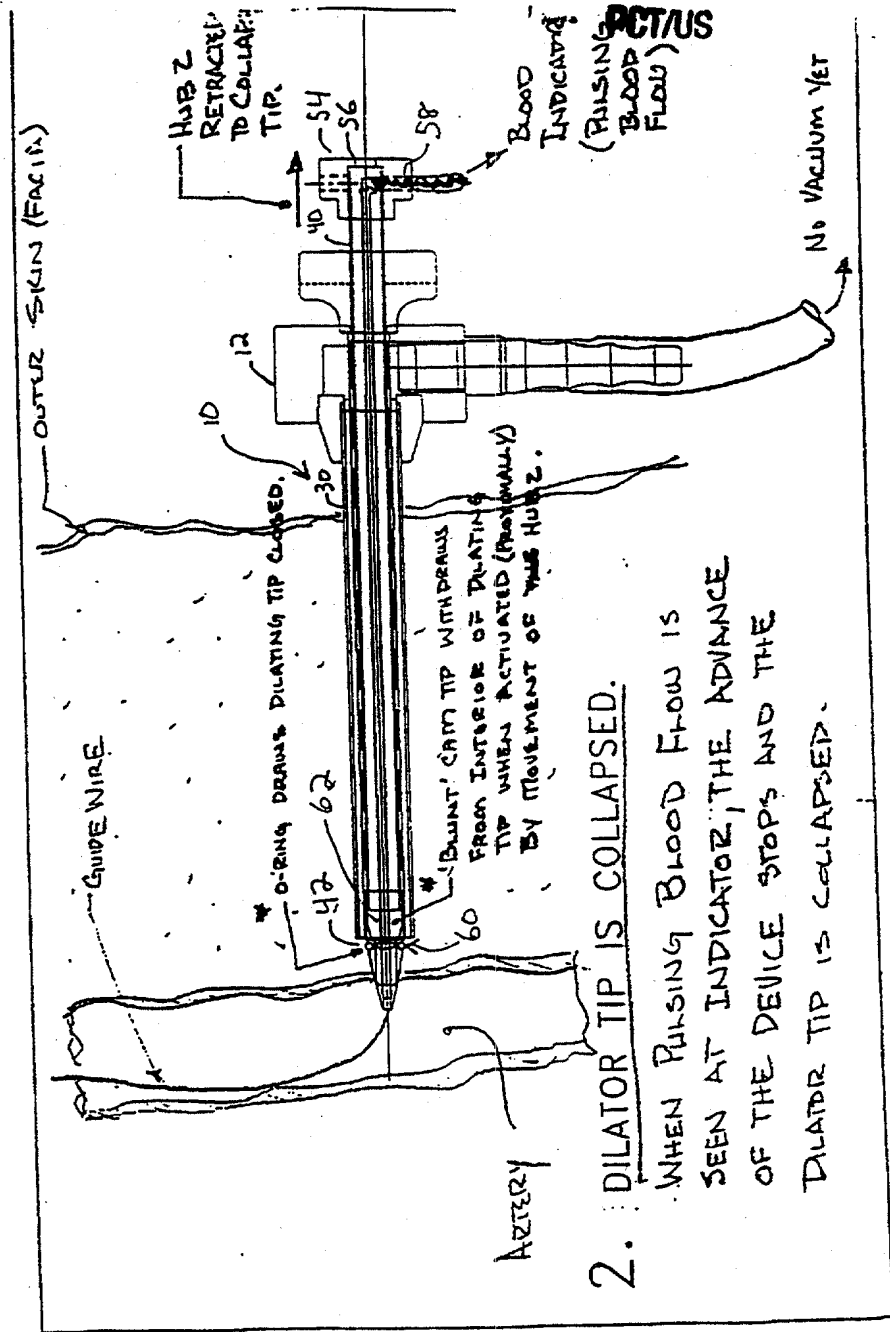 OUTER SKIN (FACIA)
HUB 2
RETRACTED
TO COLLAPSE
TIP.
PCT/US
54
56
58
40
12
10
30
BLOOD
INDICATOR
(PULSING
BLOOD
FLOW)
NO VACUUM YET
GUIDE WIRE
* O-RING DRAWS DILATING TIP CLOSED.
62
42
60
* 'BLUNT' CAM TIP WITHDRAWS
FROM INTERIOR OF DILATING
TIP WHEN ACTIVATED (PROXIMALLY)
BY MOVEMENT OF HUB 2.
ARTERY
2. DILATOR TIP IS COLLAPSED.
WHEN PULSING BLOOD FLOW IS
SEEN AT INDICATOR, THE ADVANCE
OF THE DEVICE STOPS AND THE
DILATOR TIP IS COLLAPSED.